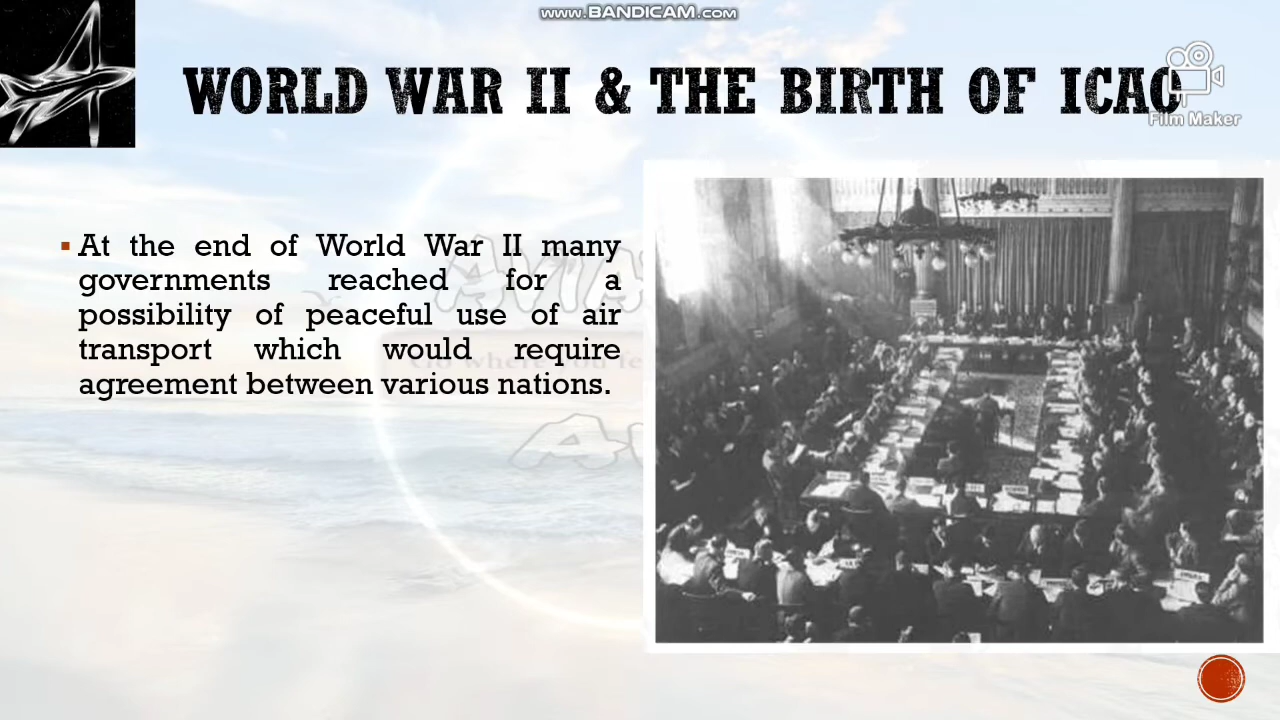 www.BANDICAM.com
WORLD WAR II & THE BIRTH OF ICAO
Film Maker
▪ At the end of World War II many
governments reached for a
possibility of peaceful use of air
transport which would require
agreement between various nations.